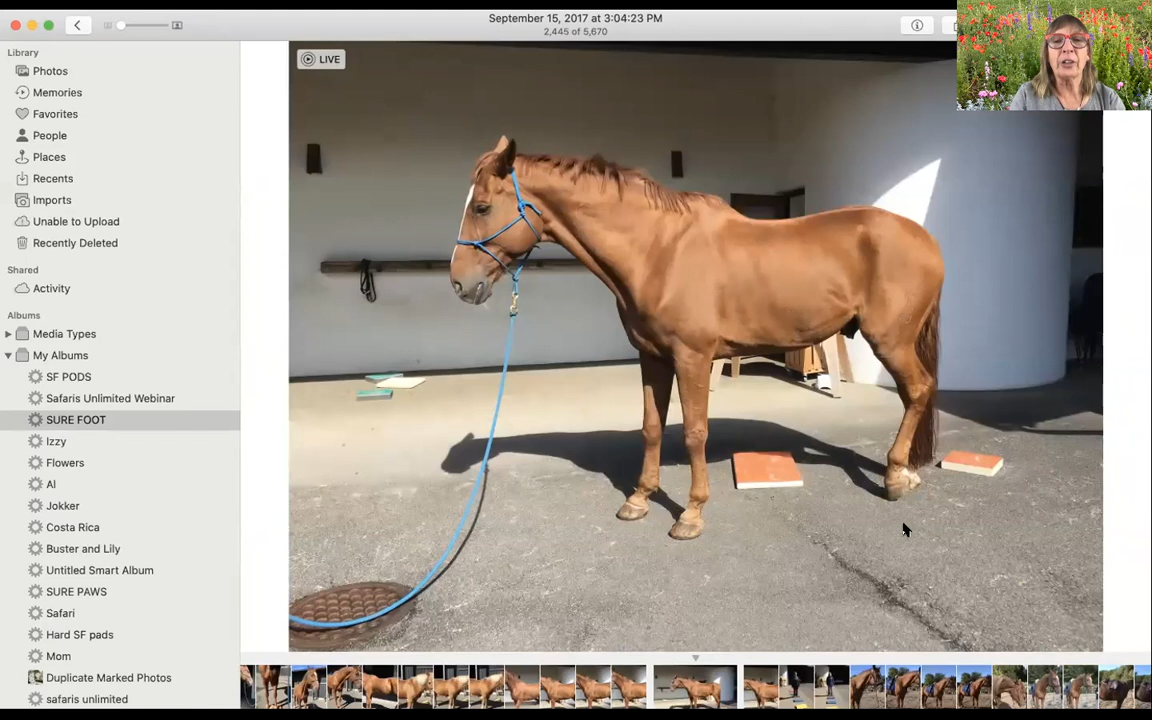 September 15, 2017 at 3:04:23 PM
2,445 of 5,670
LIVE
Library
Photos
Memories
Favorites
People
Places
Recents
Imports
Unable to Upload
Recently Deleted
Shared
Activity
Albums
Media Types
My Albums
SF PODS
Safaris Unlimited Webinar
SURE FOOT
Izzy
Flowers
Al
Jokker
Costa Rica
Buster and Lily
Untitled Smart Album
SURE PAWS
Safari
Hard SF pads
Mom
Duplicate Marked Photos
safaris unlimited